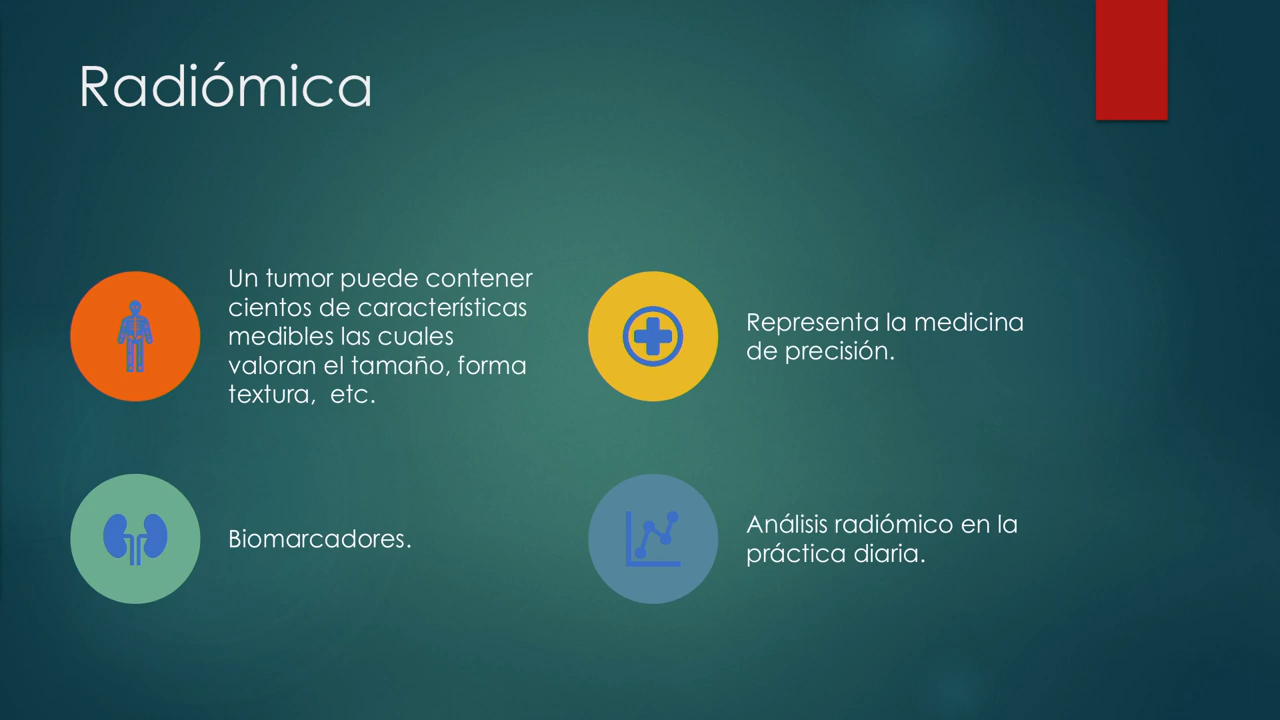 Radiómica
Un tumor puede contener
cientos de características
medibles las cuales
valoran el tamaño, forma
textura,  etc.
Representa la medicina
de precisión.
Biomarcadores.
Análisis radiómico en la
práctica diaria.